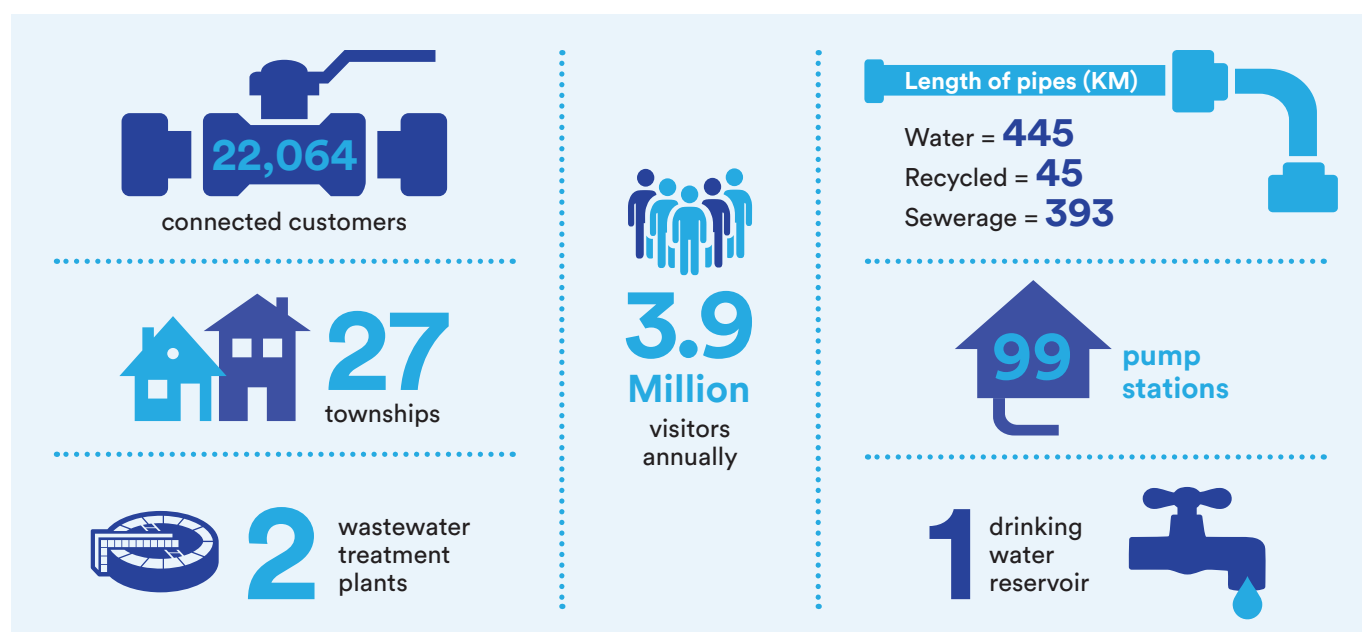 22,064
connected customers
27
townships
2
wastewater
treatment
plants
3.9
Million
visitors
annually
Length of pipes (KM)
Water = 445
Recycled = 45
Sewerage = 393
99
pump
stations
1
drinking
water
reservoir